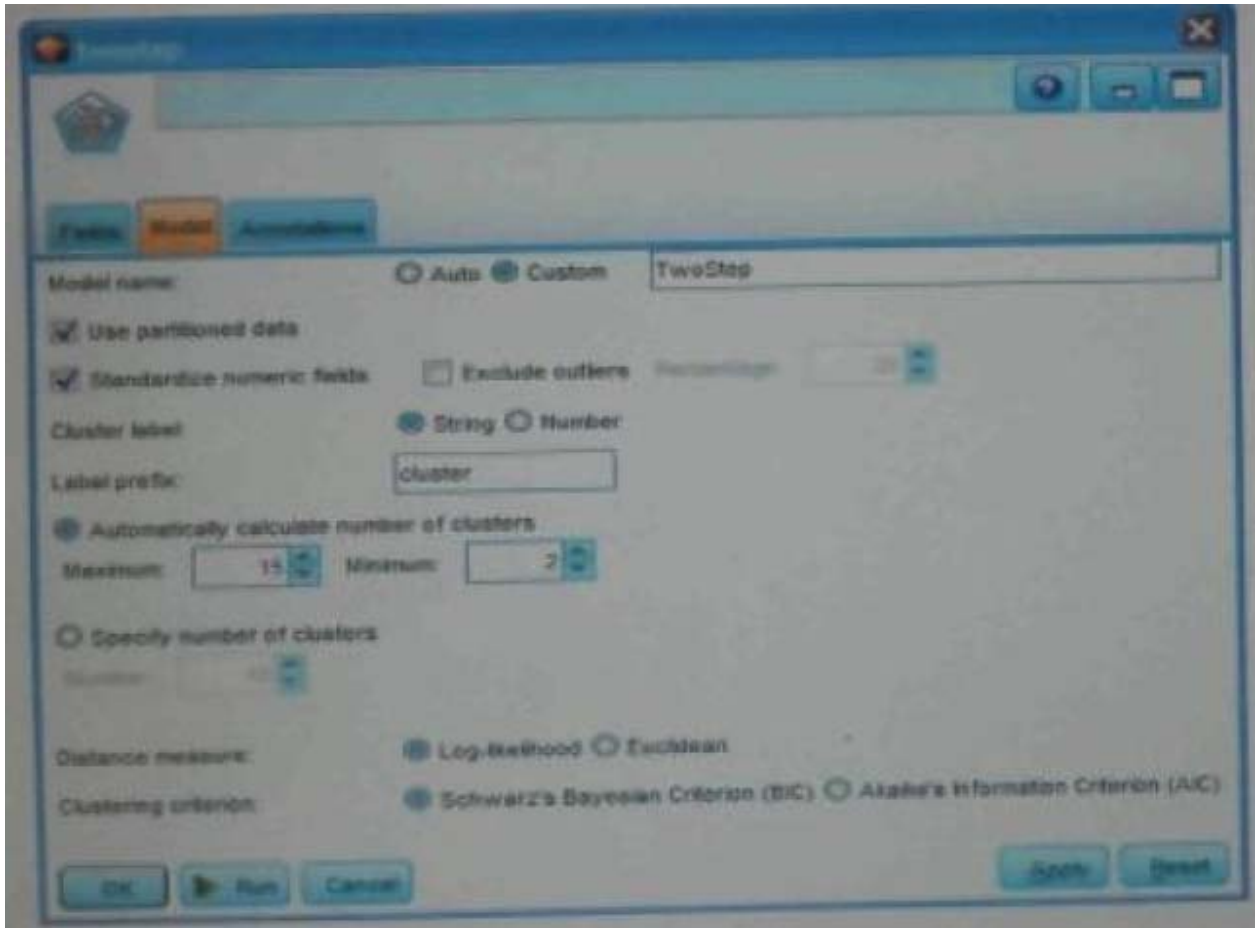 TwoStep
Fields Model Annotations
Model name: Auto Custom TwoStep
Use partitioned data
Standardize numeric fields Exclude outliers Percentage:
Cluster label: String Number
Label prefix: cluster
Automatically calculate number of clusters
Maximum: 15 Minimum: 2
Specify number of clusters
Number:
Distance measure: Log-likelihood Euclidean
Clustering criterion: Schwarz's Bayesian Criterion (BIC) Akaike's Information Criterion (AIC)
OK Run Cancel Apply Reset